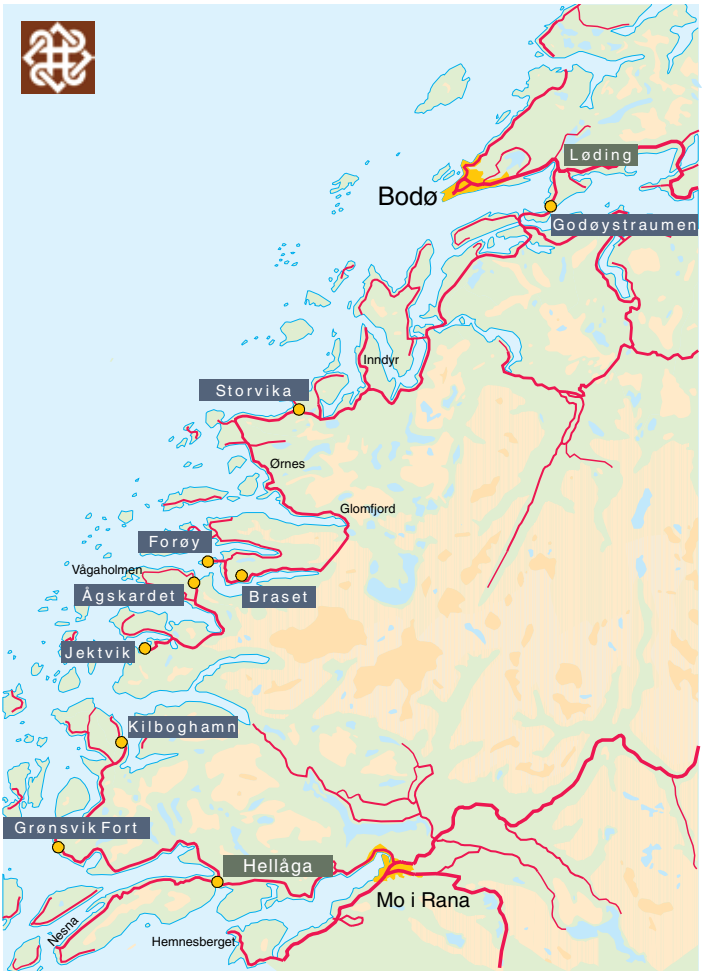 Løding
Bodø
Godøystraumen
Inndyr
Storvika
Ørnes
Glomfjord
Forøy
Vågaholmen
Ågskardet
Braset
Jektvik
Kilboghamn
Grønsvik Fort
Hellåga
Mo i Rana
Nesna
Hemnesberget